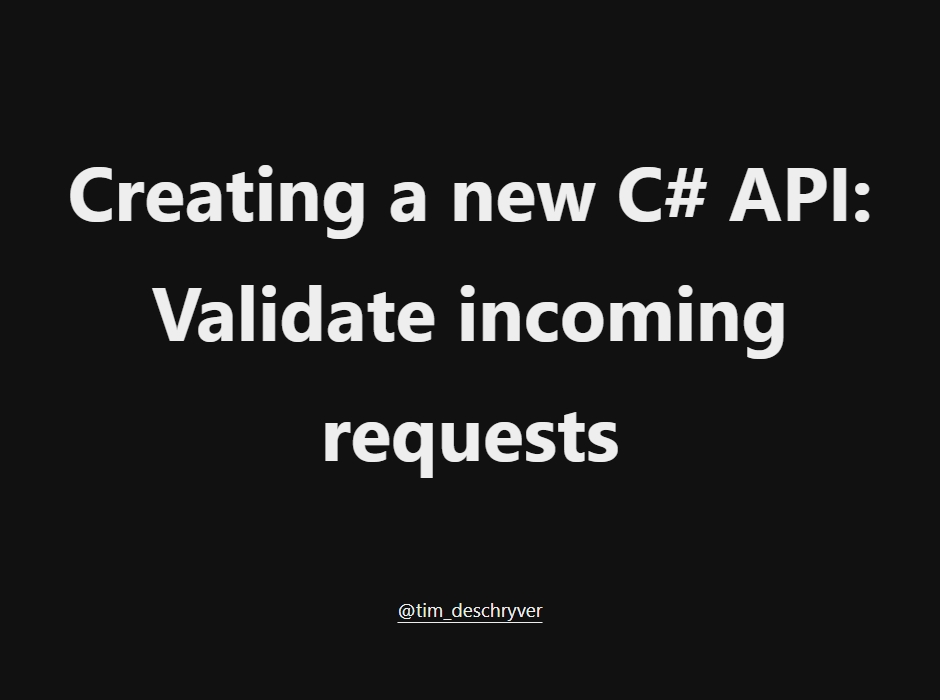 Creating a new C# API:
Validate incoming
requests
@tim_deschryver